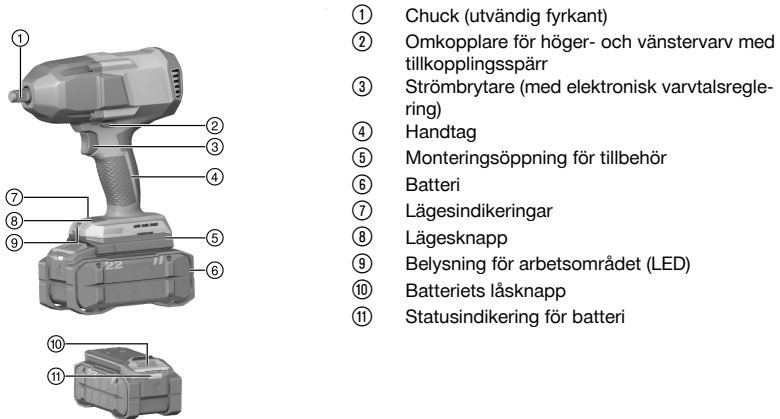 ①
②
③
④
⑦
⑧
⑨
⑤
⑥
22
⑩
⑪
① Chuck (utvändig fyrkant)
② Omkopplare för höger- och vänstervarv med
tillkopplingsspärr
③ Strömbrytare (med elektronisk varvtalsregle-
ring)
④ Handtag
⑤ Monteringsöppning för tillbehör
⑥ Batteri
⑦ Lägesindikeringar
⑧ Lägesknapp
⑨ Belysning för arbetsområdet (LED)
⑩ Batteriets låsknapp
⑪ Statusindikering för batteri